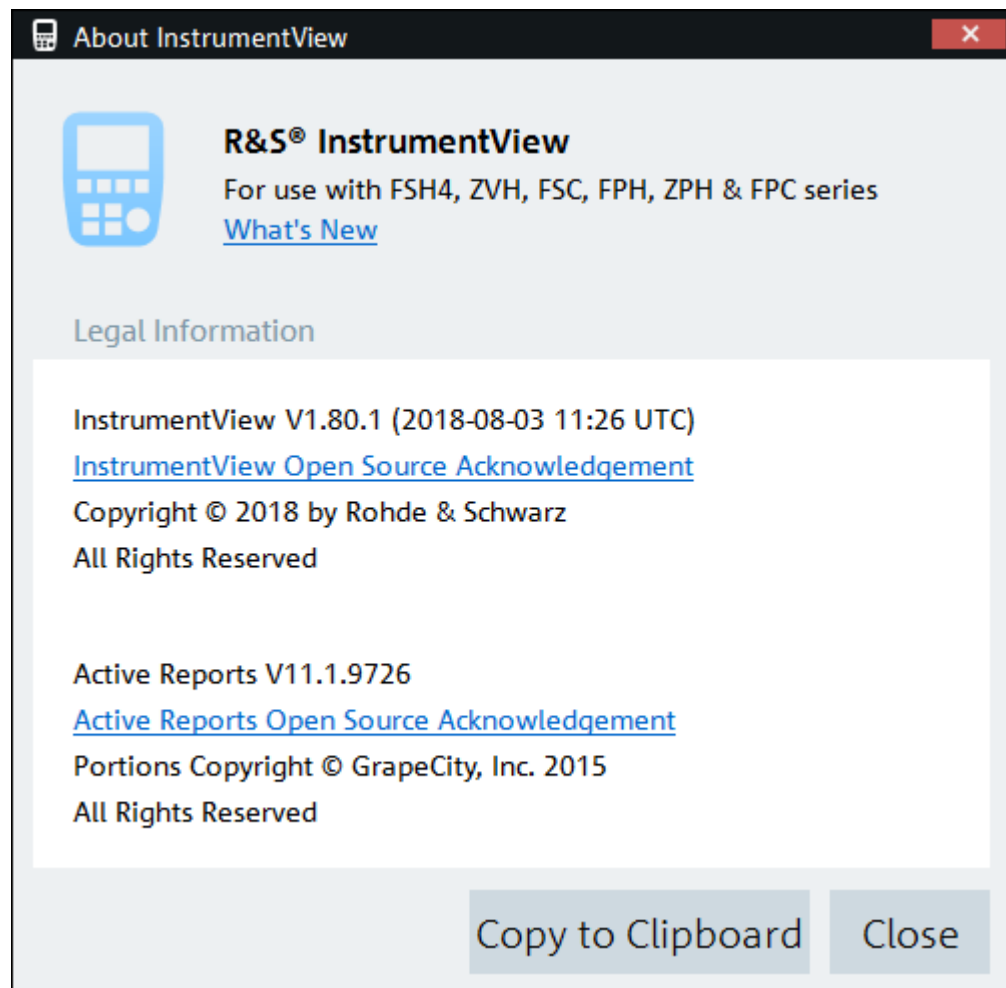 About InstrumentView
R&S® InstrumentView
For use with FSH4, ZVH, FSC, FPH, ZPH & FPC series
What's New
Legal Information
InstrumentView V1.80.1 (2018-08-03 11:26 UTC)
InstrumentView Open Source Acknowledgement
Copyright © 2018 by Rohde & Schwarz
All Rights Reserved
Active Reports V11.1.9726
Active Reports Open Source Acknowledgement
Portions Copyright © GrapeCity, Inc. 2015
All Rights Reserved
Copy to Clipboard Close